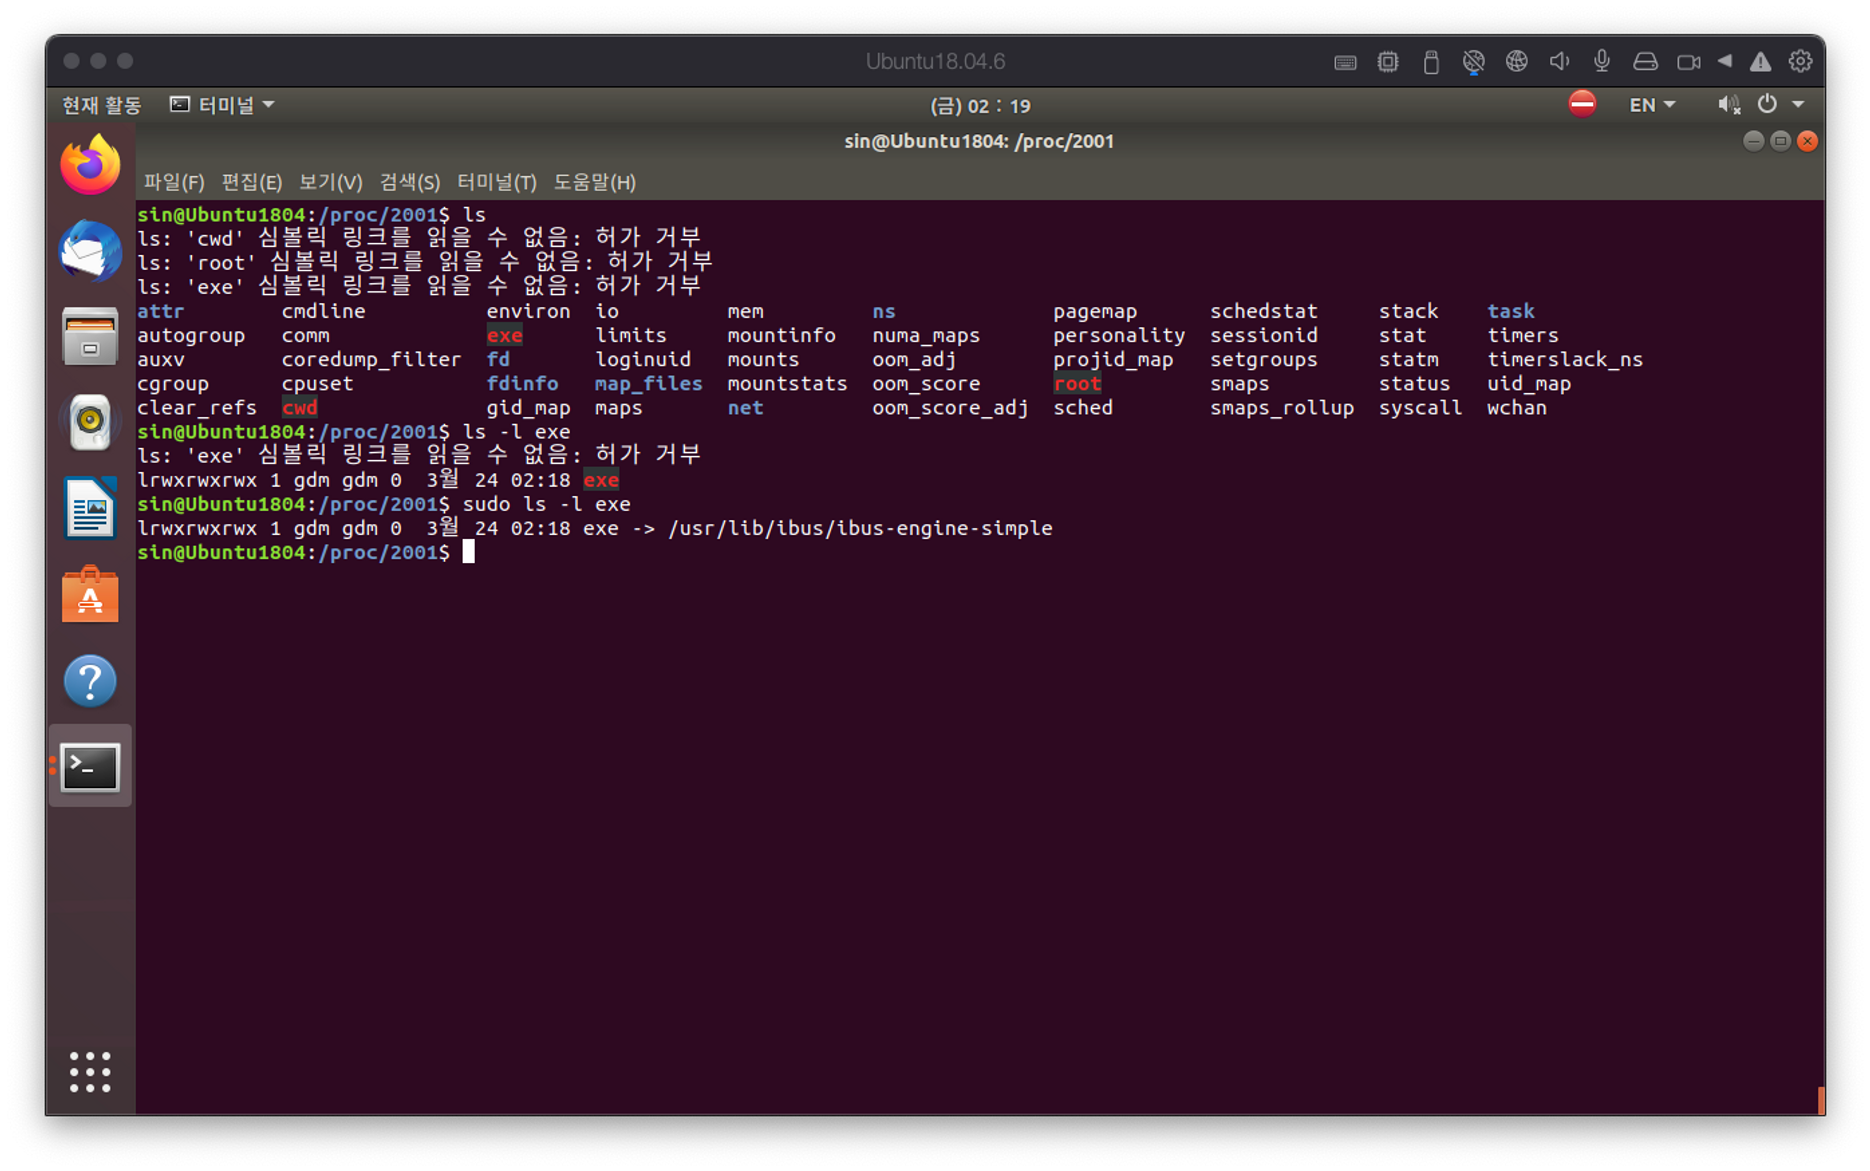 Ubuntu18.04.6
현재 활동 터미널 (금) 02 : 19 EN
sin@Ubuntu1804: /proc/2001
파일(F) 편집(E) 보기(V) 검색(S) 터미널(T) 도움말(H)
sin@Ubuntu1804:/proc/2001$ ls
ls: 'cwd' 심볼릭 링크를 읽을 수 없음: 허가 거부
ls: 'root' 심볼릭 링크를 읽을 수 없음: 허가 거부
ls: 'exe' 심볼릭 링크를 읽을 수 없음: 허가 거부
attr cmdline environ io mem ns pagemap schedstat stack task
autogroup comm exe limits mountinfo numa_maps personality sessionid stat timers
auxv coredump_filter fd loginuid mounts oom_adj projid_map setgroups statm timerslack_ns
cgroup cpuset fdinfo map_files mountstats oom_score root smaps status uid_map
clear_refs cwd gid_map maps net oom_score_adj sched smaps_rollup syscall wchan
sin@Ubuntu1804:/proc/2001$ ls -l exe
ls: 'exe' 심볼릭 링크를 읽을 수 없음: 허가 거부
lrwxrwxrwx 1 gdm gdm 0  3월 24 02:18 exe
sin@Ubuntu1804:/proc/2001$ sudo ls -l exe
lrwxrwxrwx 1 gdm gdm 0  3월 24 02:18 exe -> /usr/lib/ibus/ibus-engine-simple
sin@Ubuntu1804:/proc/2001$